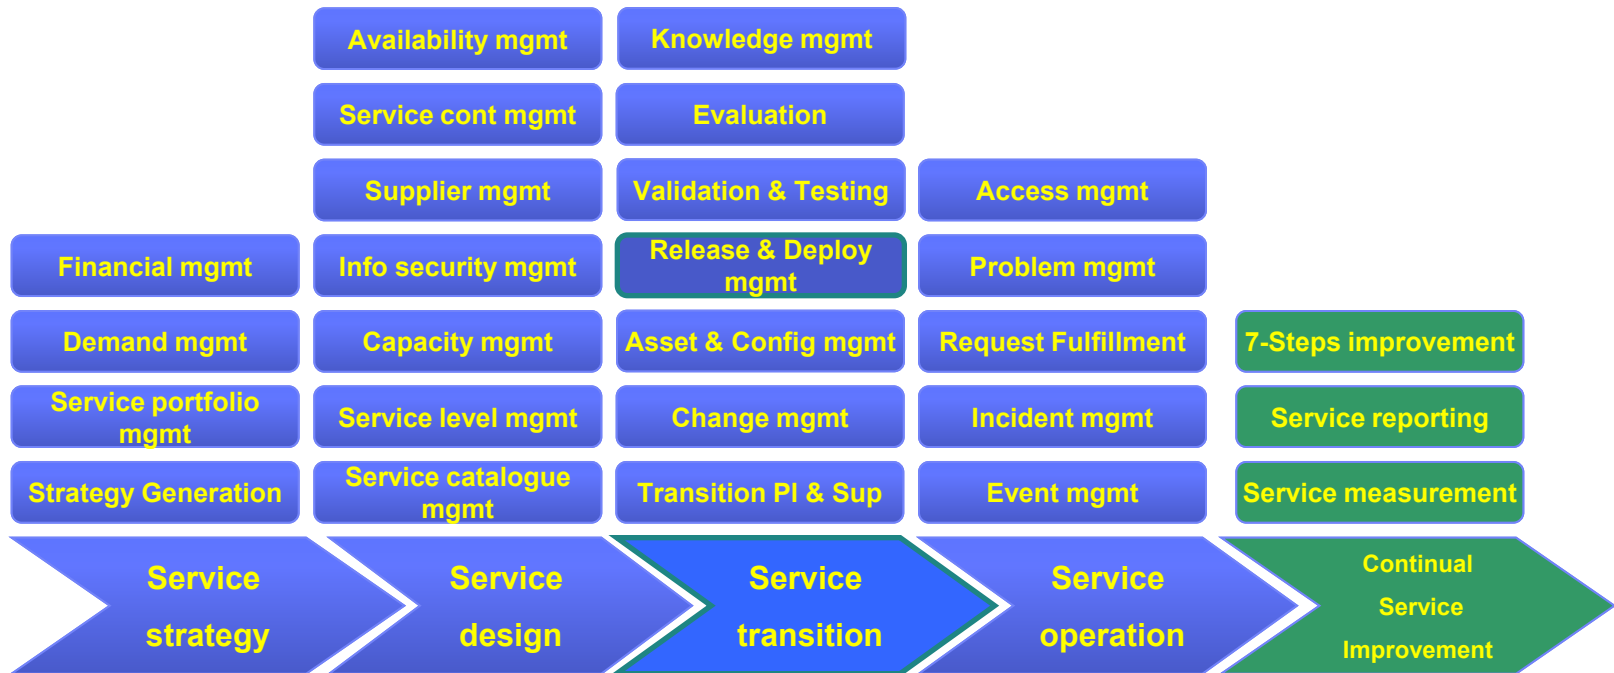 Availability mgmt
Knowledge mgmt
Service cont mgmt
Evaluation
Supplier mgmt
Validation & Testing
Access mgmt
Financial mgmt
Info security mgmt
Release & Deploy
mgmt
Problem mgmt
Demand mgmt
Capacity mgmt
Asset & Config mgmt
Request Fulfillment
7-Steps improvement
Service portfolio
mgmt
Service level mgmt
Change mgmt
Incident mgmt
Service reporting
Strategy Generation
Service catalogue
mgmt
Transition Pl & Sup
Event mgmt
Service measurement
Service
strategy
Service
design
Service
transition
Service
operation
Continual
Service
Improvement